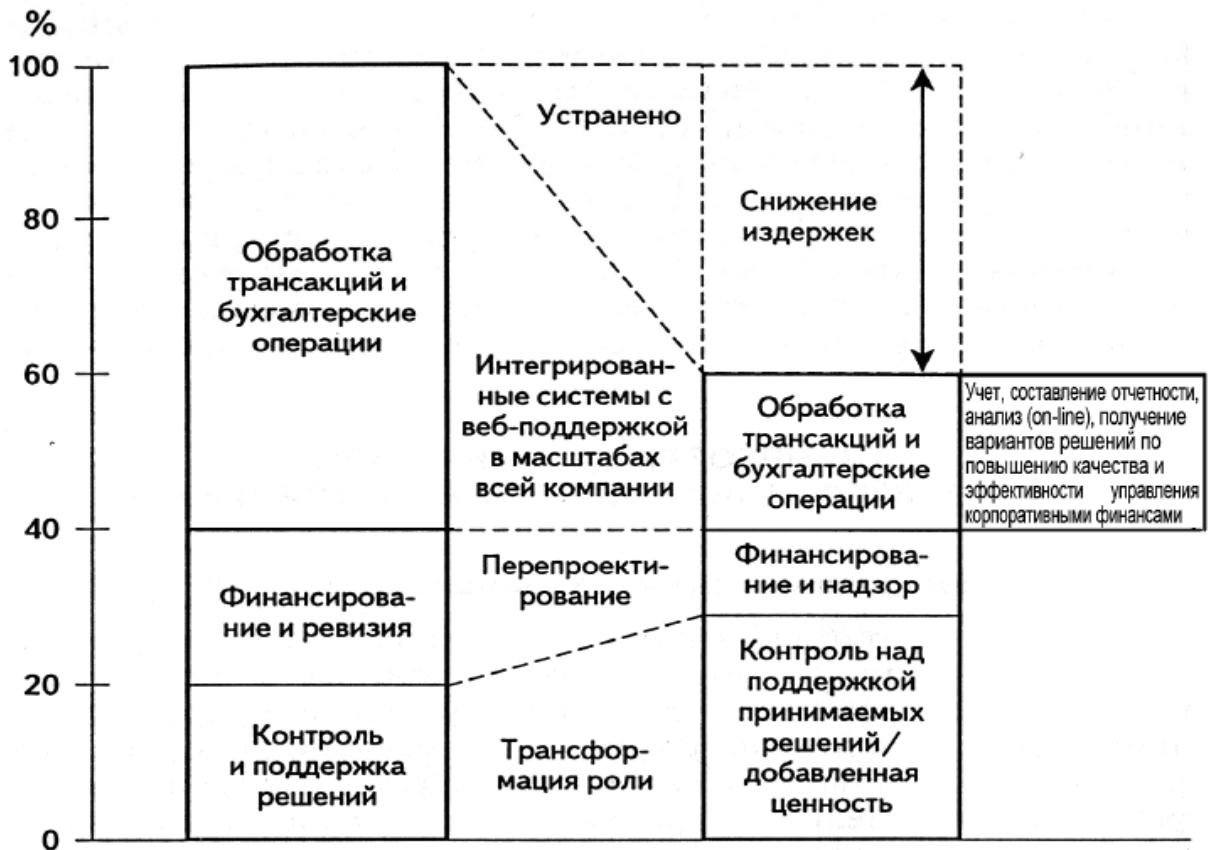 %
100
80
60
40
20
0
Обработка
транзакций и
бухгалтерские
операции
Финансирова-
ние и ревизия
Контроль
и поддержка
решений
Устранено
Интегрирован-
ные системы с
веб-поддержкой
в масштабах
всей компании
Перепроекти-
рование
Трансфор-
мация роли
Снижение
издержек
Обработка
трансакций и
бухгалтерские
операции
Финансирова-
ние и надзор
Контроль над
поддержкой
принимаемых
решений/
добавленная
ценность
Учет, составление отчетности,
анализ (on-line), получение
вариантов решений по
повышению качества и
эффективности управления
корпоративными финансами